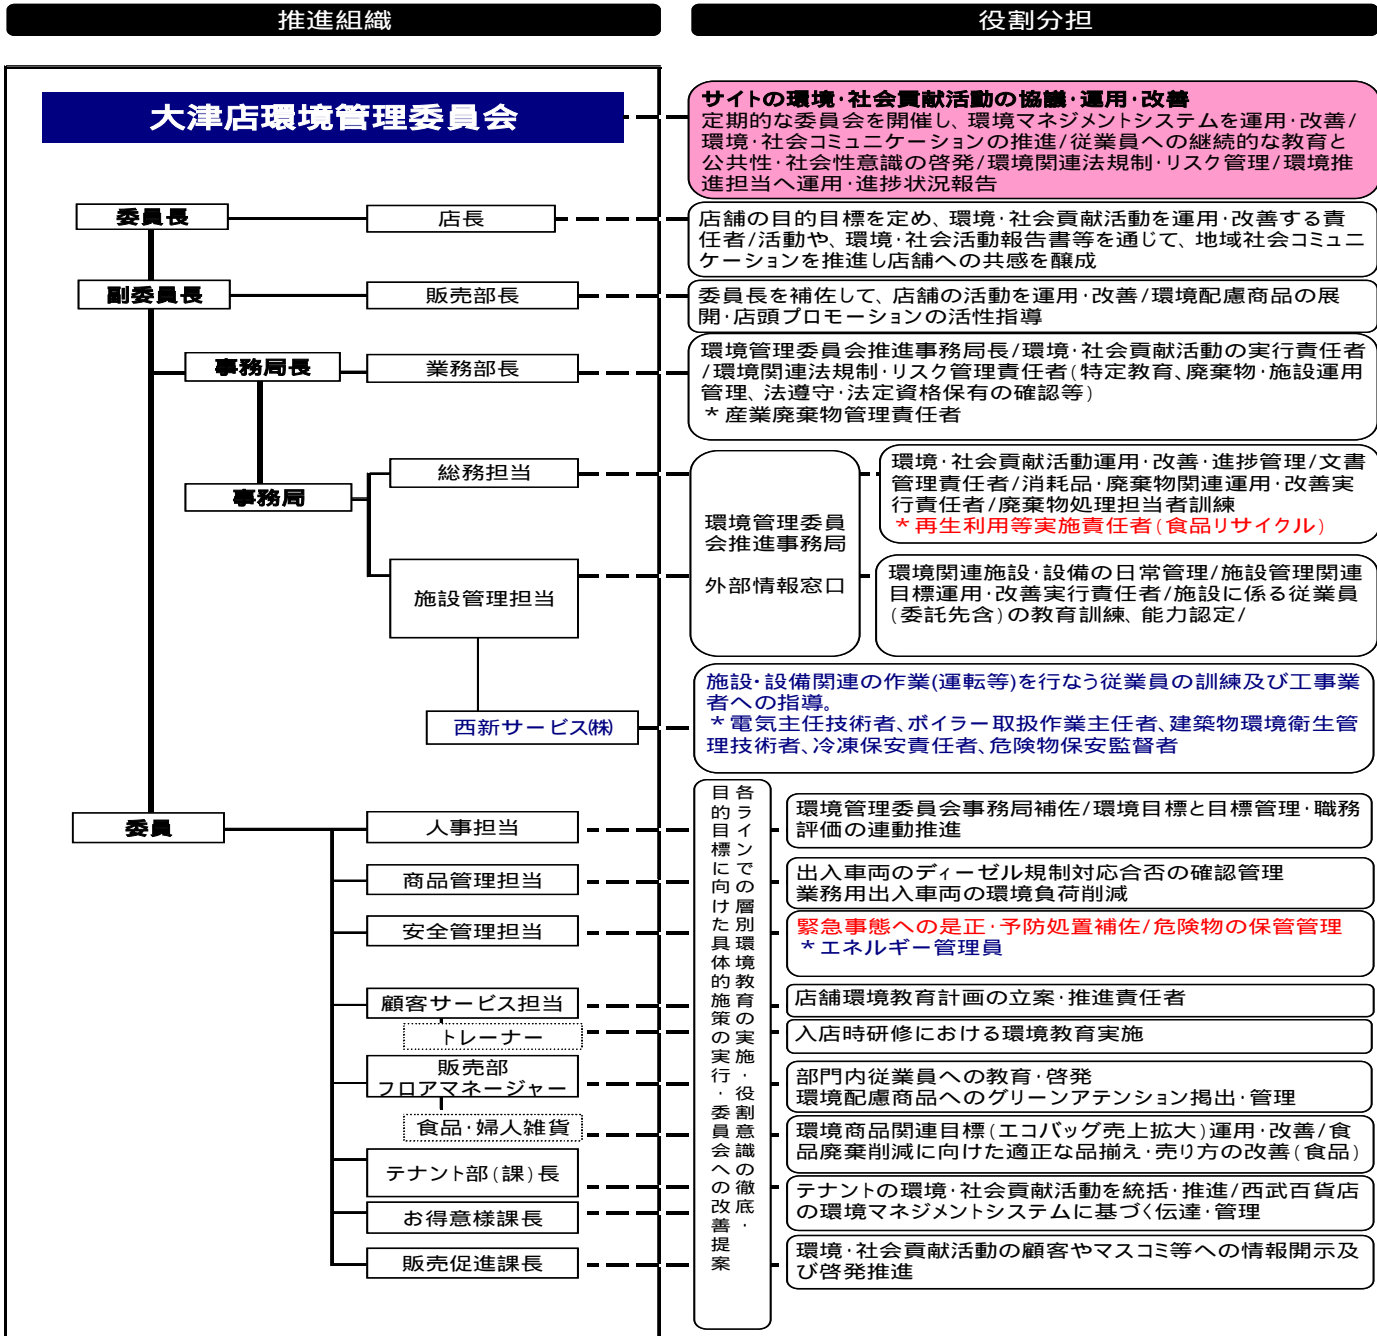 推進組織
役割分担
大津店環境管理委員会
サイトの環境・社会貢献活動の協議・運用・改善
定期的な委員会を開催し、環境マネジメントシステムを運用・改善/
環境・社会コミュニケーションの推進/従業員への継続的な教育と
公共性・社会性意識の啓発/環境関連法規制・リスク管理/環境推
進担当へ運用・進捗状況報告
委員長
店長
店舗の目的目標を定め、環境・社会貢献活動を運用・改善する責
任者/活動や、環境・社会活動報告書等を通じて、地域社会コミュニ
ケーションを推進し店舗への共感を醸成
副委員長
販売部長
委員長を補佐して、店舗の活動を運用・改善/環境配慮商品の展
開・店頭プロモーションの活性指導
事務局長
業務部長
環境管理委員会推進事務局長/環境・社会貢献活動の実行責任者
/環境関連法規制・リスク管理責任者(特定教育、廃棄物・施設運用
管理、法遵守・法定資格保有の確認等)
*産業廃棄物管理責任者
事務局
総務担当
環境管理委員
会推進事務局
外部情報窓口
環境・社会貢献活動運用・改善・進捗管理/文書
管理責任者/消耗品・廃棄物関連運用・改善実
行責任者/廃棄物処理担当者訓練
*再生利用等実施責任者(食品リサイクル)
施設管理担当
環境関連施設・設備の日常管理/施設管理関連
目標運用・改善実行責任者/施設に係る従業員
(委託先含)の教育訓練、能力認定/
西新サービス㈱
施設・設備関連の作業(運転等)を行なう従業員の訓練及び工事業
者への指導。
*電気主任技術者、ボイラー取扱作業主任者、建築物環境衛生管
理技術者、冷凍保安責任者、危険物保安監督者
委員
各ラインでの層別環境教育の実施・役割意識の徹底・
目的目標に向けた具体的施策の実行・委員会への改善提案
人事担当
環境管理委員会事務局補佐/環境目標と目標管理・職務
評価の連動推進
商品管理担当
出入車両のディーゼル規制対応合否の確認管理
業務用出入車両の環境負荷削減
安全管理担当
緊急事態への是正・予防処置補佐/危険物の保管管理
*エネルギー管理員
顧客サービス担当
店舗環境教育計画の立案・推進責任者
トレーナー
入店時研修における環境教育実施
販売部
フロアマネージャー
部門内従業員への教育・啓発
環境配慮商品へのグリーンアテンション掲出・管理
食品・婦人雑貨
環境商品関連目標(エコバッグ売上拡大)運用・改善/食
品廃棄削減に向けた適正な品揃え・売り方の改善(食品)
テナント部(課)長
テナントの環境・社会貢献活動を統括・推進/西武百貨店
の環境マネジメントシステムに基づく伝達・管理
お得意様課長
販売促進課長
環境・社会貢献活動の顧客やマスコミ等への情報開示及
び啓発推進